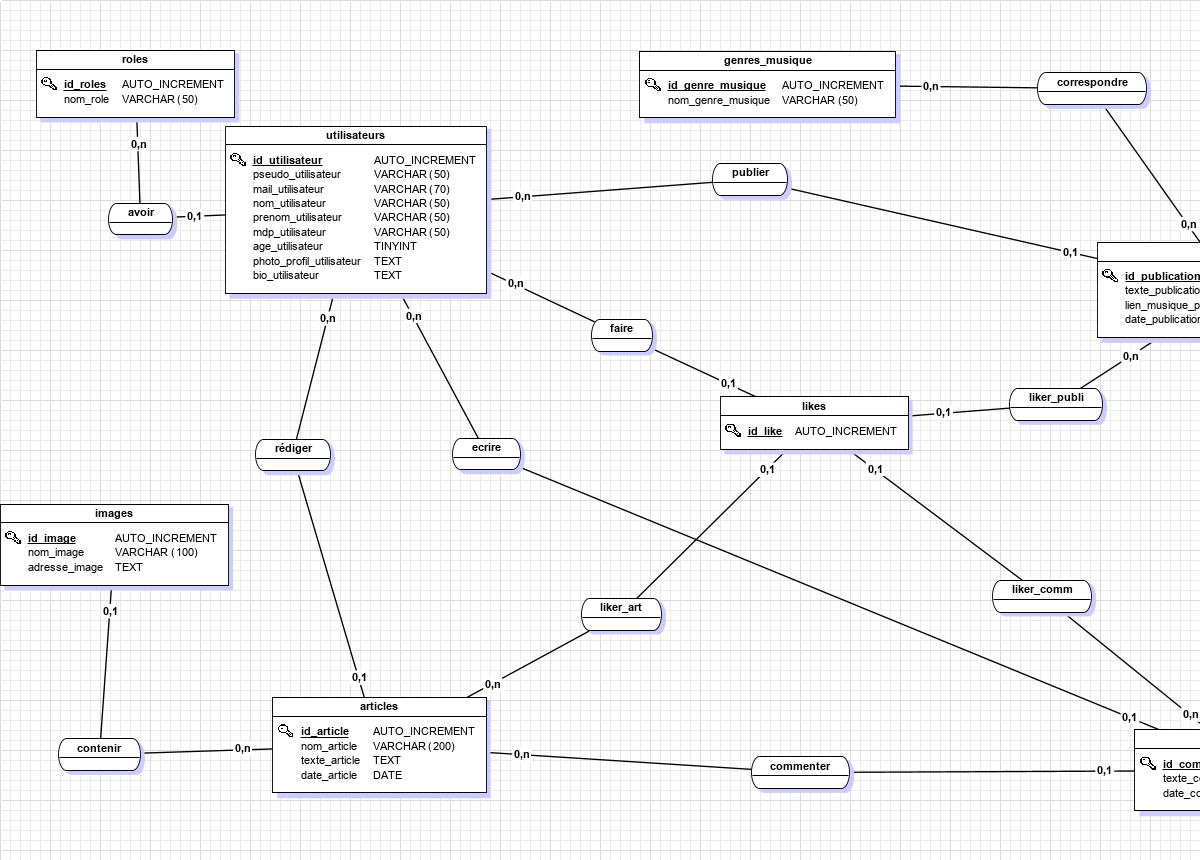 roles
id_roles AUTO_INCREMENT
nom_role VARCHAR (50)
0,n
avoir
0,1
utilisateurs
id_utilisateur AUTO_INCREMENT
pseudo_utilisateur VARCHAR (50)
mail_utilisateur VARCHAR (70)
nom_utilisateur VARCHAR (50)
prenom_utilisateur VARCHAR (50)
mdp_utilisateur VARCHAR (50)
age_utilisateur TINYINT
photo_profil_utilisateur TEXT
bio_utilisateur TEXT
genres_musique
id_genre_musique AUTO_INCREMENT
nom_genre_musique VARCHAR (50)
0,n
correspondre
0,n
0,n
publier
0,1
id_publication
texte_publicatio
lien_musique_p
date_publication
0,n
faire
0,1
0,n
liker_publi
0,1
likes
id_like AUTO_INCREMENT
0,n
rédiger
0,1
0,n
ecrire
0,1
0,1
liker_art
0,n
0,1
liker_comm
0,n
images
id_image AUTO_INCREMENT
nom_image VARCHAR (100)
adresse_image TEXT
0,1
contenir
0,n
articles
id_article AUTO_INCREMENT
nom_article VARCHAR (200)
texte_article TEXT
date_article DATE
0,n
commenter
0,1
id_com
texte_c
date_co